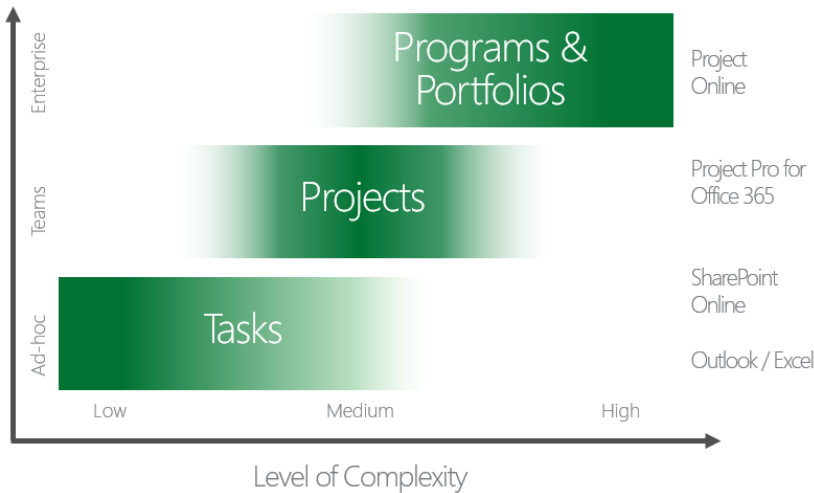 Enterprise
Programs &
Portfolios
Project
Online
Teams
Projects
Project Pro for
Office 365
Ad-hoc
Tasks
SharePoint
Online
Outlook / Excel
Low
Medium
High
Level of Complexity